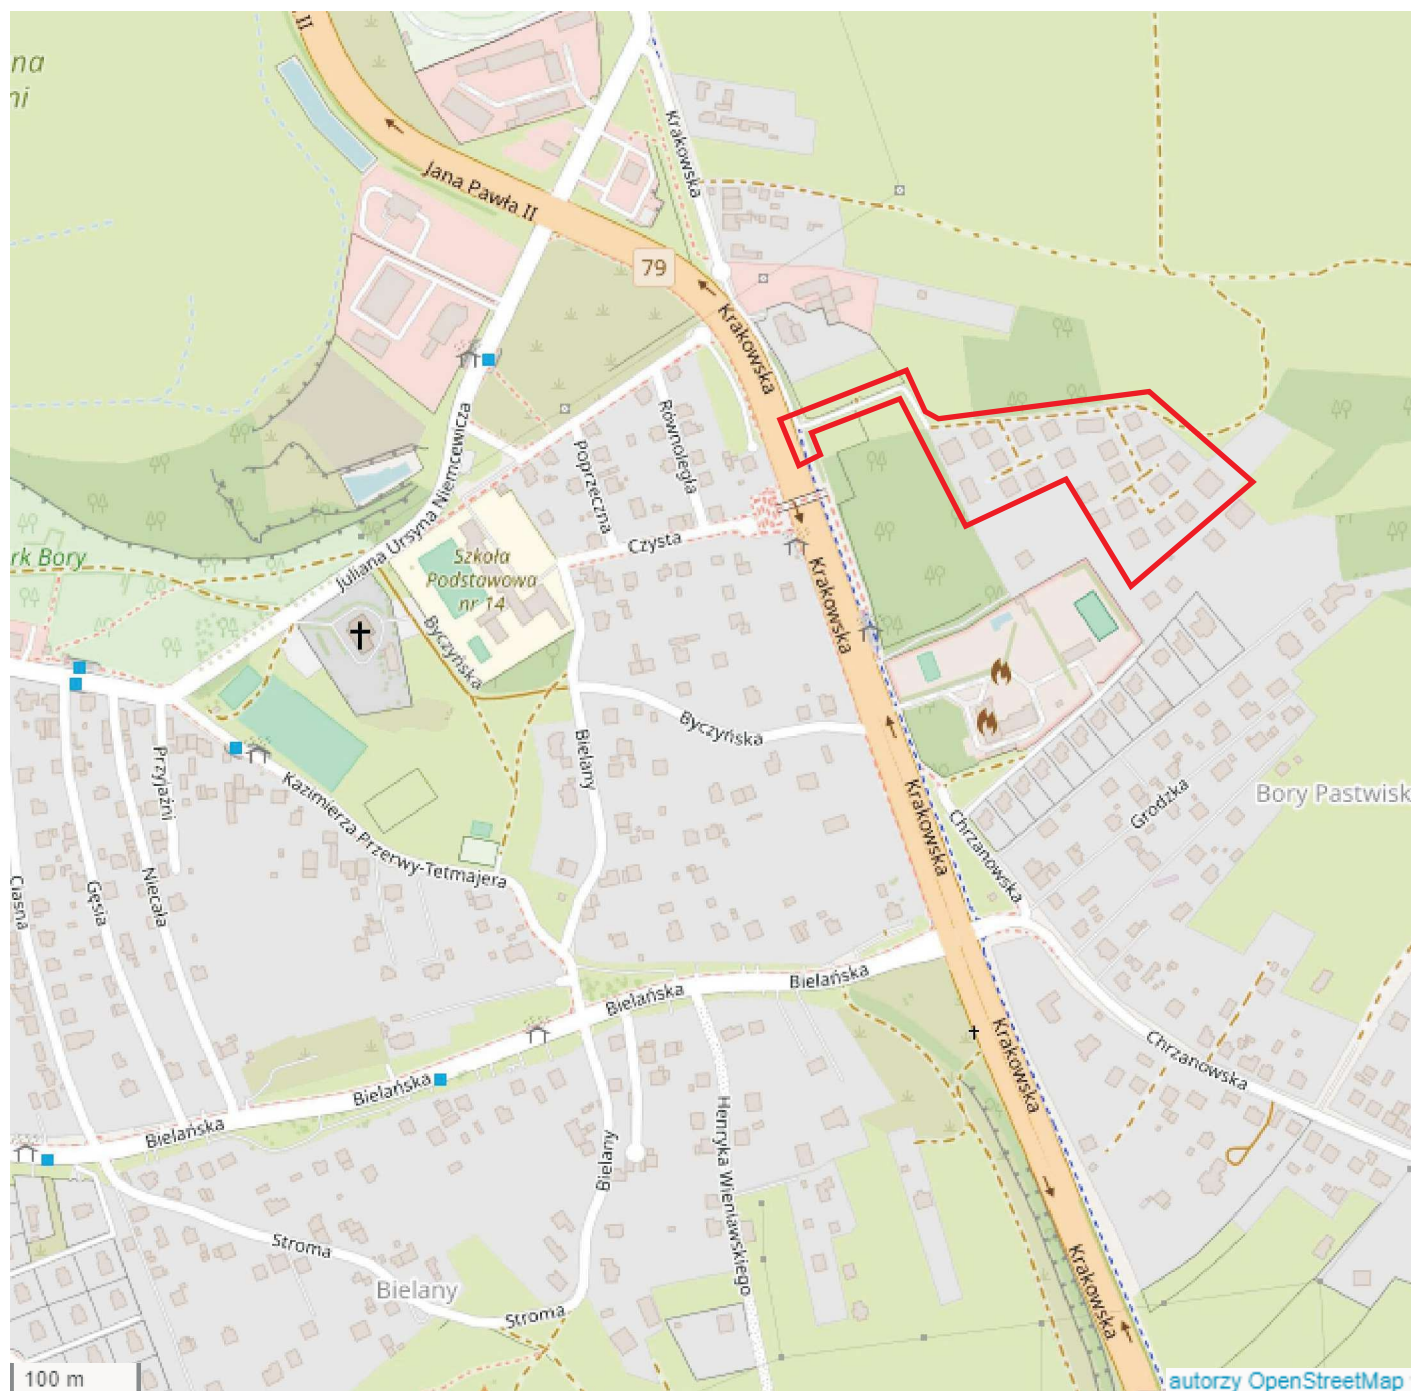 II
na
ni
Krakowska
Jana Pawła II
79
Krakowska
Równoległa
Juliana Ursyna Niemcewicza
Poprzeczna
Czysta
Szkoła
Podstawowa
nr 14
rk Bory
Krakowska
Byczyńska
Byczyńska
Bielany
Przyjaźni
Kazimierza Przerwy-Tetmajera
Krakowska
Grodzka
Bory Pastwisk
Chrzanowska
Ciasna
Gęsia
Niecała
Bielańska
Bielańska
Krakowska
Chrzanowska
Bielańska
Bielańska
Henryka Wieniawskiego
Bielany
Stroma
Bielany
Stroma
Krakowska
100 m
autorzy OpenStreetMap